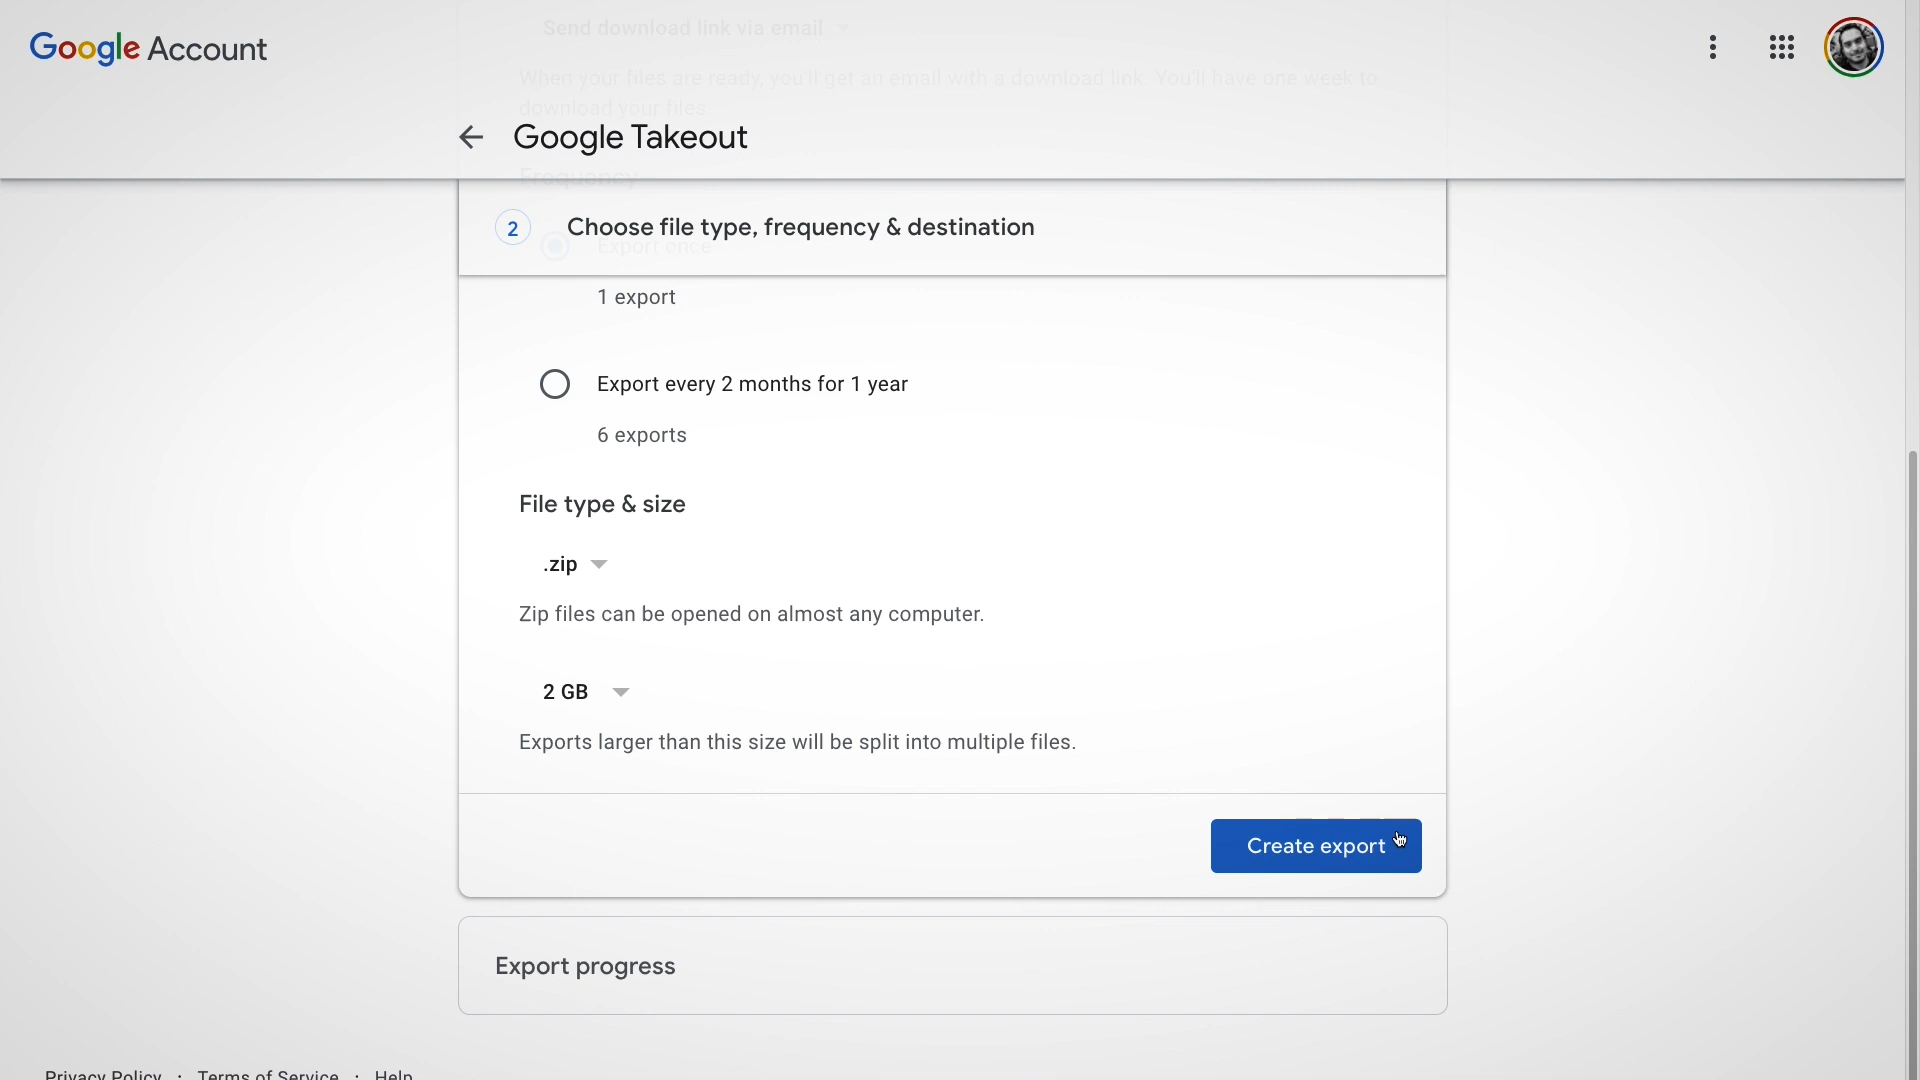 Send download link via email
Google Account
When your files are ready, you'll get an email with a download link. You'll have one week to
download your files.
Google Takeout
Frequency
2 Choose file type, frequency & destination
Export once
1 export
Export every 2 months for 1 year
6 exports
File type & size
.zip
Zip files can be opened on almost any computer.
2 GB
Exports larger than this size will be split into multiple files.
Create export
Export progress
Privacy Policy · Terms of Service · Help